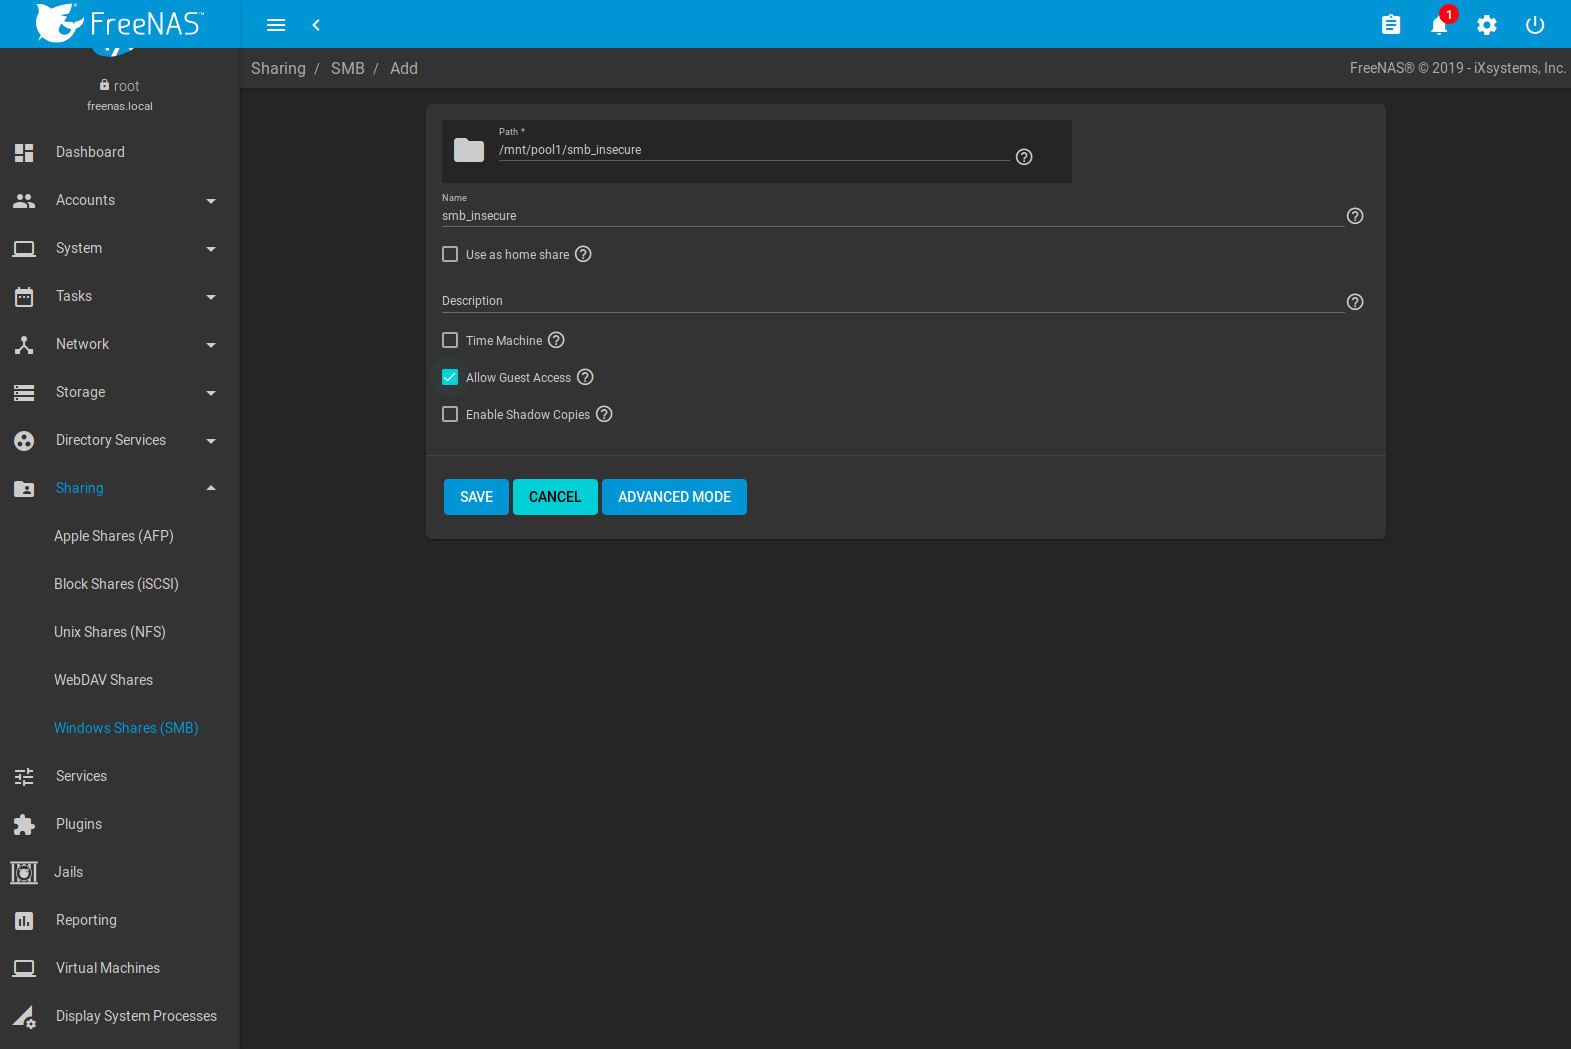 FreeNAS™
1
root
freenas.local
Sharing / SMB / Add
FreeNAS® © 2019 - iXsystems, Inc.
Dashboard
Accounts
System
Tasks
Network
Storage
Directory Services
Sharing
Apple Shares (AFP)
Block Shares (iSCSI)
Unix Shares (NFS)
WebDAV Shares
Windows Shares (SMB)
Services
Plugins
Jails
Reporting
Virtual Machines
Display System Processes
Path *
/mnt/pool1/smb_insecure
Name
smb_insecure
Use as home share
Description
Time Machine
Allow Guest Access
Enable Shadow Copies
SAVE CANCEL ADVANCED MODE